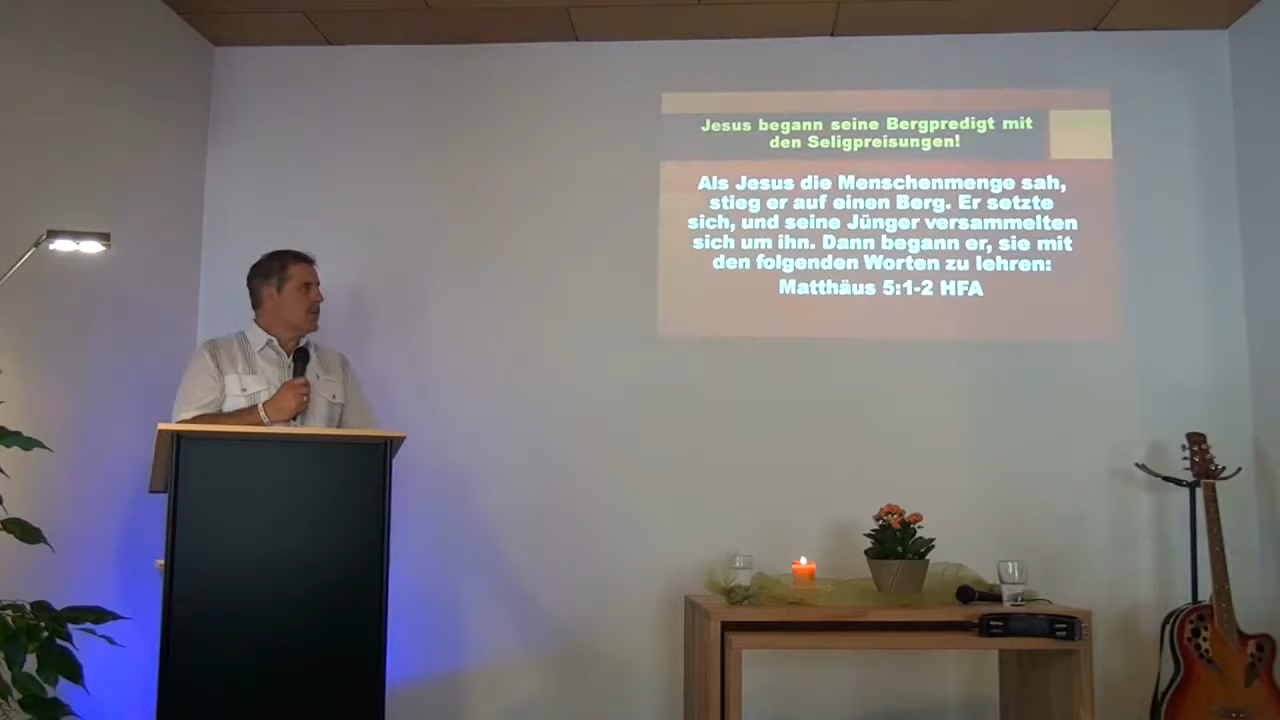 Jesus begann seine Bergpredigt mit
den Seligpreisungen!
Als Jesus die Menschenmenge sah,
stieg er auf einen Berg. Er setzte
sich, und seine Jünger versammelten
sich um ihn. Dann begann er, sie mit
den folgenden Worten zu lehren:
Matthäus 5:1-2 HFA